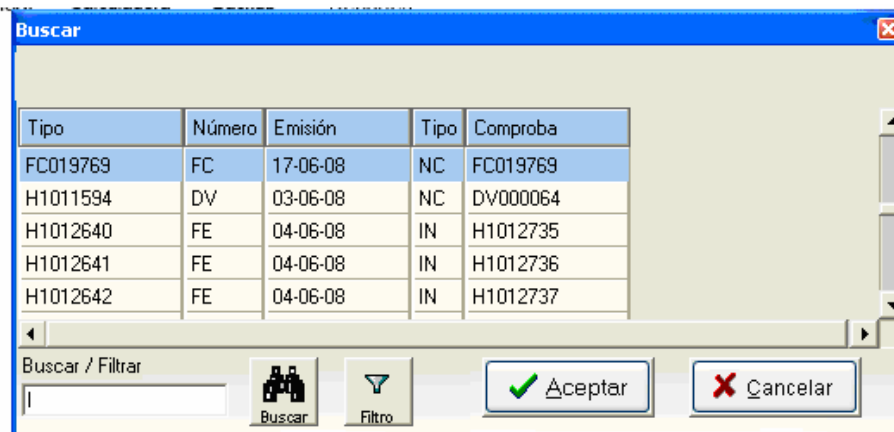 Buscar
Tipo Número Emisión Tipo Comproba
FC019769 FC 17-06-08 NC FC019769
H1011594 DV 03-06-08 NC DV000064
H1012640 FE 04-06-08 IN H1012735
H1012641 FE 04-06-08 IN H1012736
H1012642 FE 04-06-08 IN H1012737
Buscar / Filtrar
Buscar Filtro Aceptar Cancelar